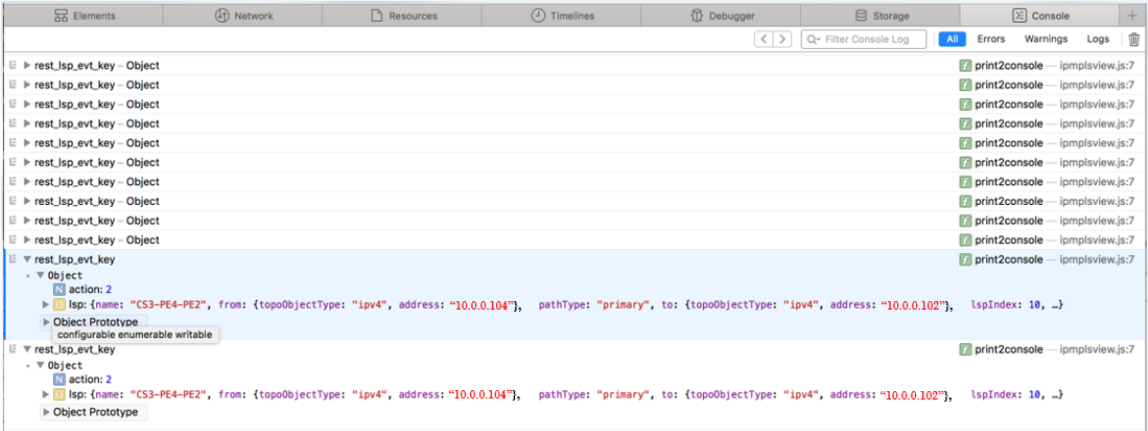 Elements Network Resources Timelines Debugger Storage Console +
< > Filter Console Log All Errors Warnings Logs
E ▶ rest_lsp_evt_key – Object print2console — ipmplsview.js:7
E ▶ rest_lsp_evt_key – Object print2console — ipmplsview.js:7
E ▶ rest_lsp_evt_key – Object print2console — ipmplsview.js:7
E ▶ rest_lsp_evt_key – Object print2console — ipmplsview.js:7
E ▶ rest_lsp_evt_key – Object print2console — ipmplsview.js:7
E ▶ rest_lsp_evt_key – Object print2console — ipmplsview.js:7
E ▶ rest_lsp_evt_key – Object print2console — ipmplsview.js:7
E ▶ rest_lsp_evt_key – Object print2console — ipmplsview.js:7
E ▶ rest_lsp_evt_key – Object print2console — ipmplsview.js:7
E ▶ rest_lsp_evt_key – Object print2console — ipmplsview.js:7
E ▼ rest_lsp_evt_key print2console — ipmplsview.js:7
▼ Object
N action: 2
▶ O lsp: {name: "CS3-PE4-PE2", from: {topoObjectType: "ipv4", address: “10.0.0.104”}, pathType: "primary", to: {topoObjectType: "ipv4", address: “10.0.0.102”}, lspIndex: 10, …}
▶ Object Prototype
configurable enumerable writable
E ▼ rest_lsp_evt_key print2console — ipmplsview.js:7
▼ Object
N action: 2
▶ O lsp: {name: "CS3-PE4-PE2", from: {topoObjectType: "ipv4", address: “10.0.0.104”}, pathType: "primary", to: {topoObjectType: "ipv4", address: “10.0.0.102”}, lspIndex: 10, …}
▶ Object Prototype